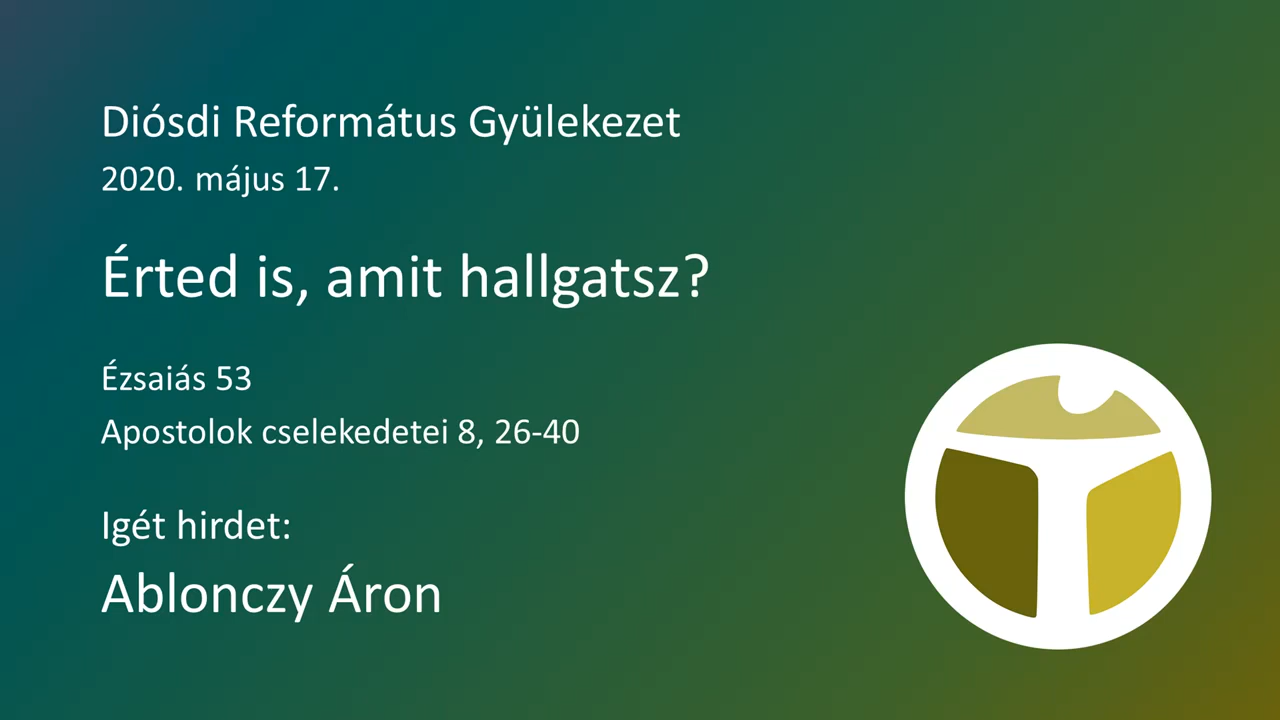 Diósdi Református Gyülekezet
2020. május 17.
Érted is, amit hallgatsz?
Ézsaiás 53
Apostolok cselekedetei 8, 26-40
Igét hirdet:
Ablonczy Áron